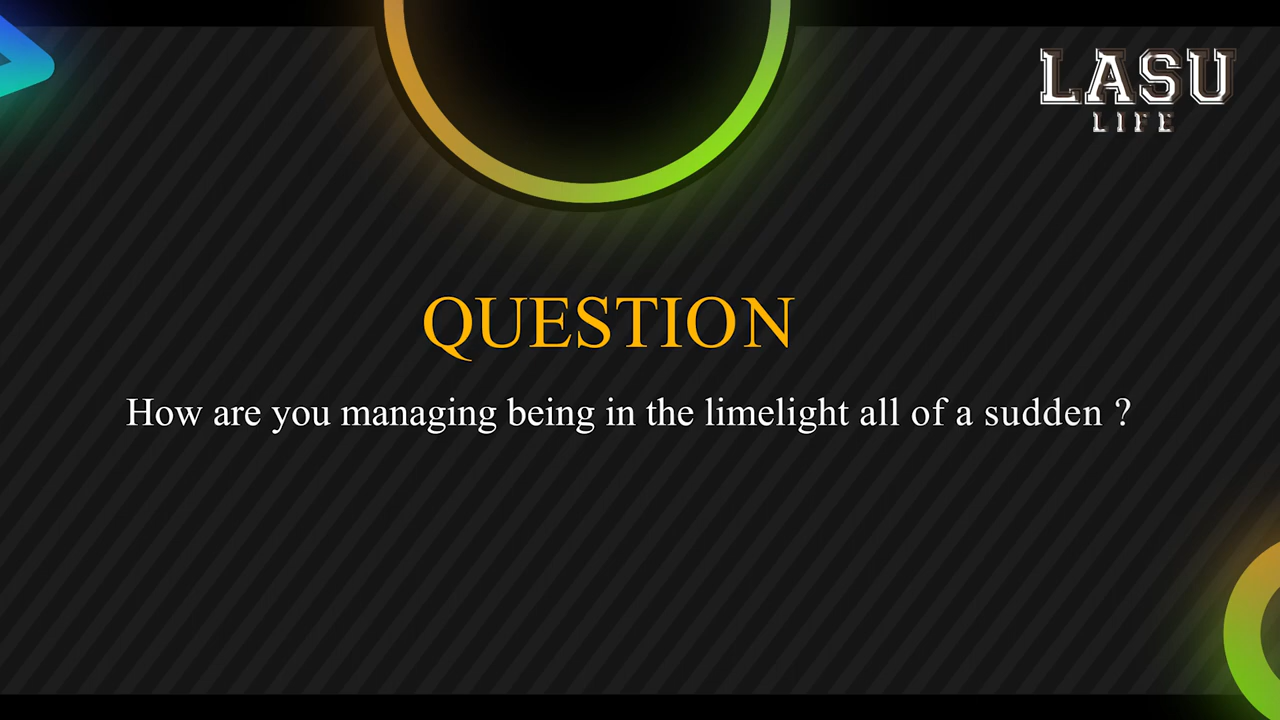 LASU
LIFE
QUESTION
How are you managing being in the limelight all of a sudden ?